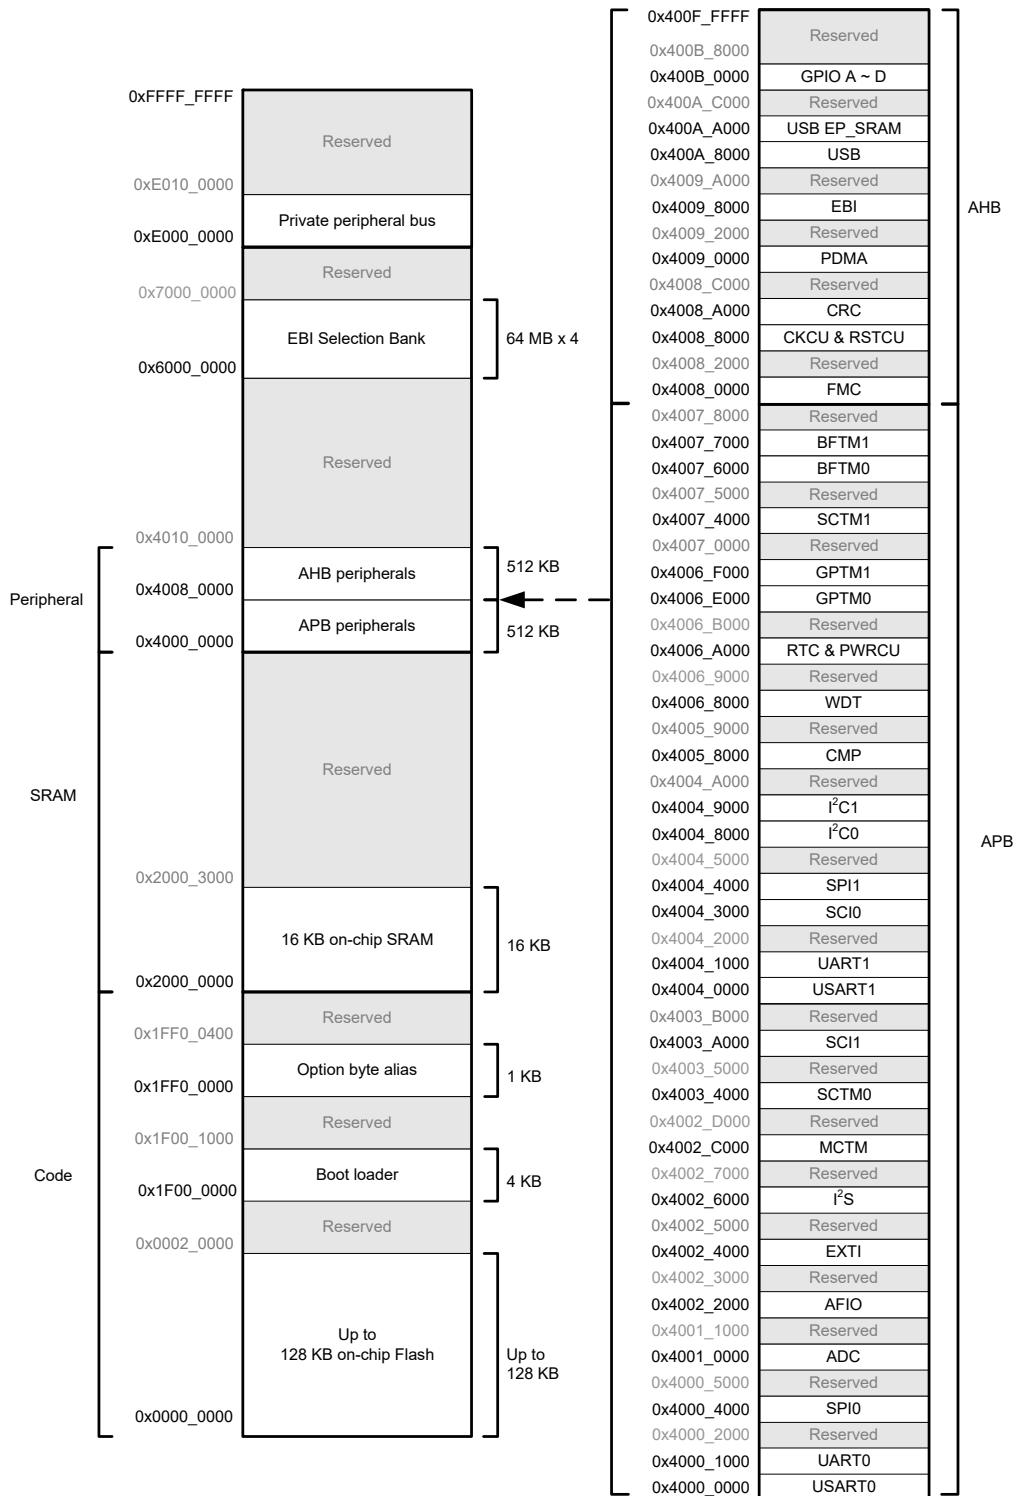 0xFFFF_FFFF
Reserved
0xE010_0000
Private peripheral bus
0xE000_0000
Reserved
0x7000_0000
EBI Selection Bank
64 MB x 4
0x6000_0000
Reserved
0x4010_0000
AHB peripherals
512 KB
0x4008_0000
Peripheral
APB peripherals
512 KB
0x4000_0000
Reserved
SRAM
0x2000_3000
16 KB on-chip SRAM
16 KB
0x2000_0000
Reserved
0x1FF0_0400
Option byte alias
1 KB
0x1FF0_0000
Reserved
0x1F00_1000
Code
Boot loader
4 KB
0x1F00_0000
Reserved
0x0002_0000
Up to
128 KB on-chip Flash
Up to
128 KB
0x0000_0000
0x400F_FFFF
Reserved
0x400B_8000
0x400B_0000 GPIO A ~ D
0x400A_C000 Reserved
0x400A_A000 USB EP_SRAM
0x400A_8000 USB
0x4009_A000 Reserved
0x4009_8000 EBI
AHB
0x4009_2000 Reserved
0x4009_0000 PDMA
0x4008_C000 Reserved
0x4008_A000 CRC
0x4008_8000 CKCU & RSTCU
0x4008_2000 Reserved
0x4008_0000 FMC
0x4007_8000 Reserved
0x4007_7000 BFTM1
0x4007_6000 BFTM0
0x4007_5000 Reserved
0x4007_4000 SCTM1
0x4007_0000 Reserved
0x4006_F000 GPTM1
0x4006_E000 GPTM0
0x4006_B000 Reserved
0x4006_A000 RTC & PWRCU
0x4006_9000 Reserved
0x4006_8000 WDT
0x4005_9000 Reserved
0x4005_8000 CMP
0x4004_A000 Reserved
0x4004_9000 I²C1
0x4004_8000 I²C0
APB
0x4004_5000 Reserved
0x4004_4000 SPI1
0x4004_3000 SCI0
0x4004_2000 Reserved
0x4004_1000 UART1
0x4004_0000 USART1
0x4003_B000 Reserved
0x4003_A000 SCI1
0x4003_5000 Reserved
0x4003_4000 SCTM0
0x4002_D000 Reserved
0x4002_C000 MCTM
0x4002_7000 Reserved
0x4002_6000 I²S
0x4002_5000 Reserved
0x4002_4000 EXTI
0x4002_3000 Reserved
0x4002_2000 AFIO
0x4001_1000 Reserved
0x4001_0000 ADC
0x4000_5000 Reserved
0x4000_4000 SPI0
0x4000_2000 Reserved
0x4000_1000 UART0
0x4000_0000 USART0